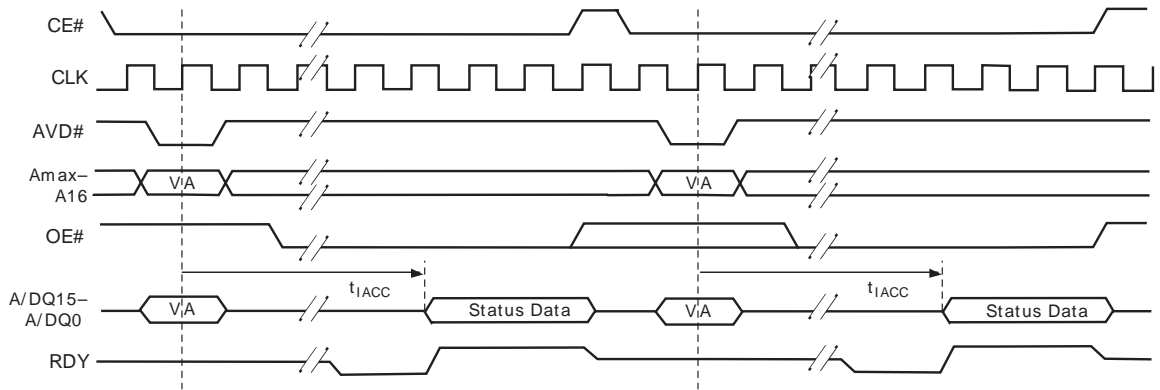 CE#
CLK
AVD#
Amax–
A16
VA
VA
OE#
tIACC
tIACC
A/DQ15–
A/DQ0
VA
Status Data
VA
Status Data
RDY